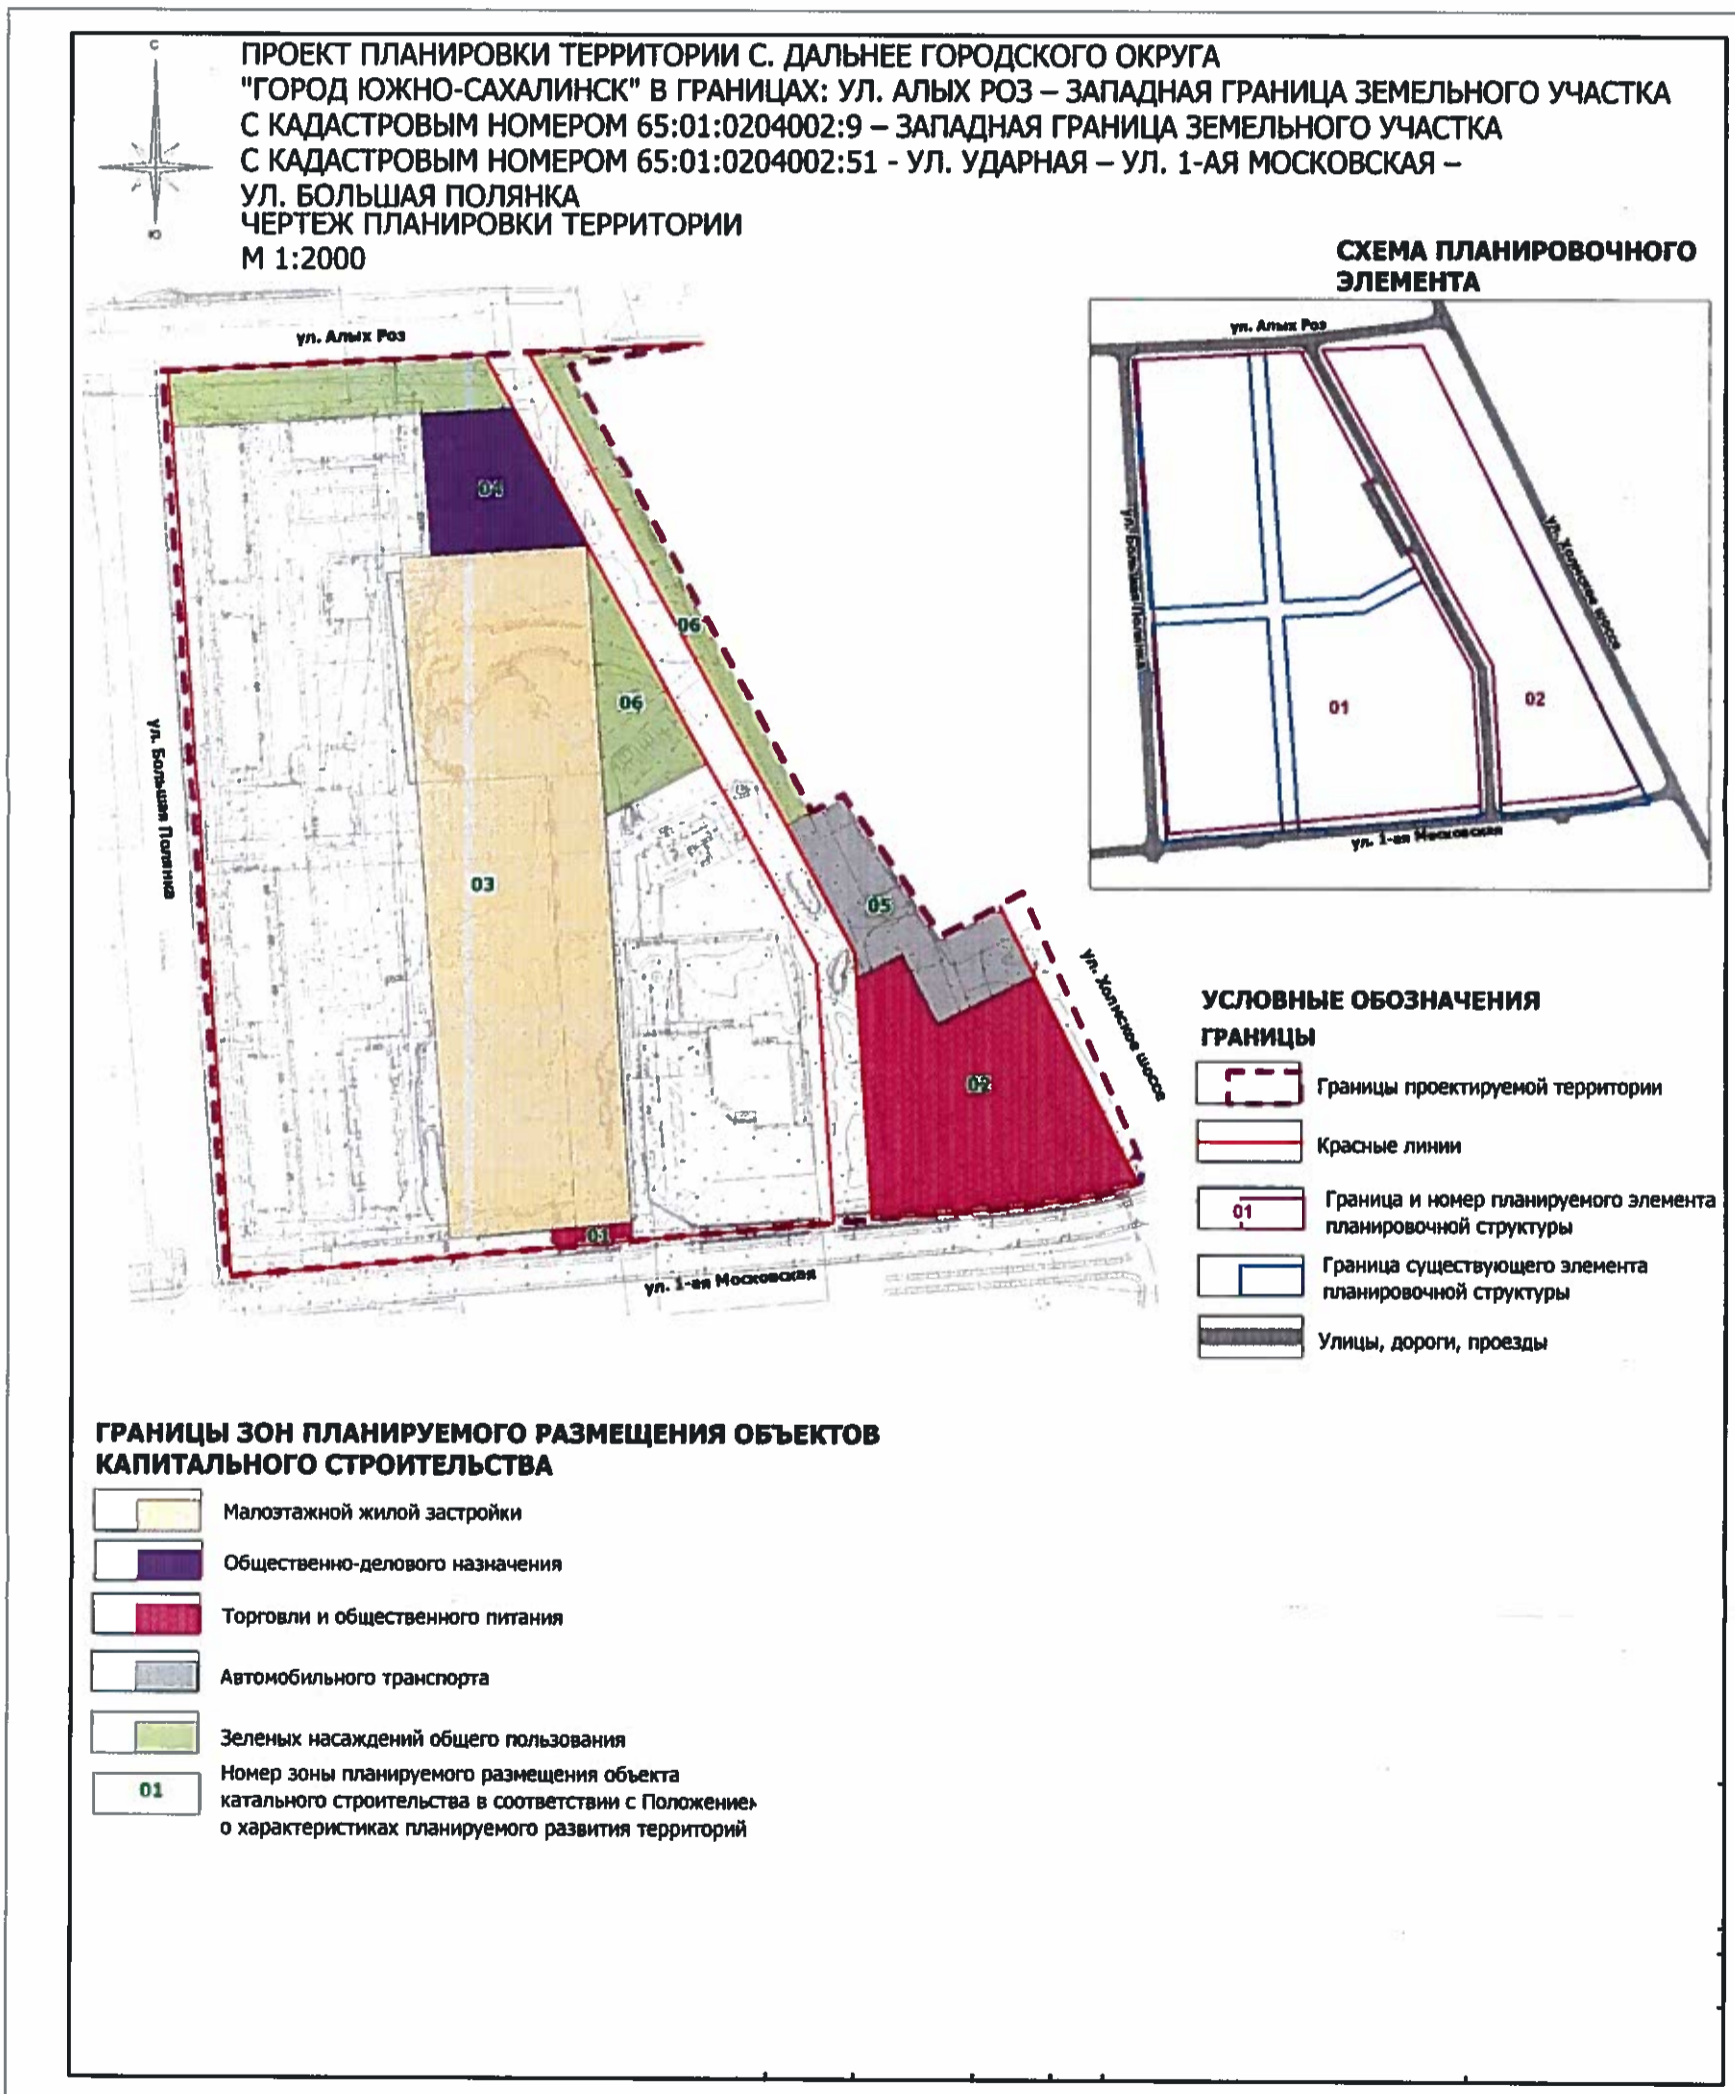 С
Ю
ПРОЕКТ ПЛАНИРОВКИ ТЕРРИТОРИИ С. ДАЛЬНЕЕ ГОРОДСКОГО ОКРУГА
"ГОРОД ЮЖНО-САХАЛИНСК" В ГРАНИЦАХ: УЛ. АЛЫХ РОЗ – ЗАПАДНАЯ ГРАНИЦА ЗЕМЕЛЬНОГО УЧАСТКА
С КАДАСТРОВЫМ НОМЕРОМ 65:01:0204002:9 – ЗАПАДНАЯ ГРАНИЦА ЗЕМЕЛЬНОГО УЧАСТКА
С КАДАСТРОВЫМ НОМЕРОМ 65:01:0204002:51 - УЛ. УДАРНАЯ – УЛ. 1-АЯ МОСКОВСКАЯ –
УЛ. БОЛЬШАЯ ПОЛЯНКА
ЧЕРТЕЖ ПЛАНИРОВКИ ТЕРРИТОРИИ
М 1:2000
СХЕМА ПЛАНИРОВОЧНОГО
ЭЛЕМЕНТА
ул. Алых Роз
ул. Большая Полянка
ул. Холмское шоссе
01
02
ул. 1-ая Московская
ул. Алых Роз
04
06
06
ул. Большая Полянка
03
05
ул. Холмское шоссе
02
01
ул. 1-ая Московская
УСЛОВНЫЕ ОБОЗНАЧЕНИЯ
ГРАНИЦЫ
Границы проектируемой территории
Красные линии
01
Граница и номер планируемого элемента
планировочной структуры
Граница существующего элемента
планировочной структуры
Улицы, дороги, проезды
ГРАНИЦЫ ЗОН ПЛАНИРУЕМОГО РАЗМЕЩЕНИЯ ОБЪЕКТОВ
КАПИТАЛЬНОГО СТРОИТЕЛЬСТВА
Малоэтажной жилой застройки
Общественно-делового назначения
Торговли и общественного питания
Автомобильного транспорта
Зеленых насаждений общего пользования
01
Номер зоны планируемого размещения объекта
катального строительства в соответствии с Положением
о характеристиках планируемого развития территорий